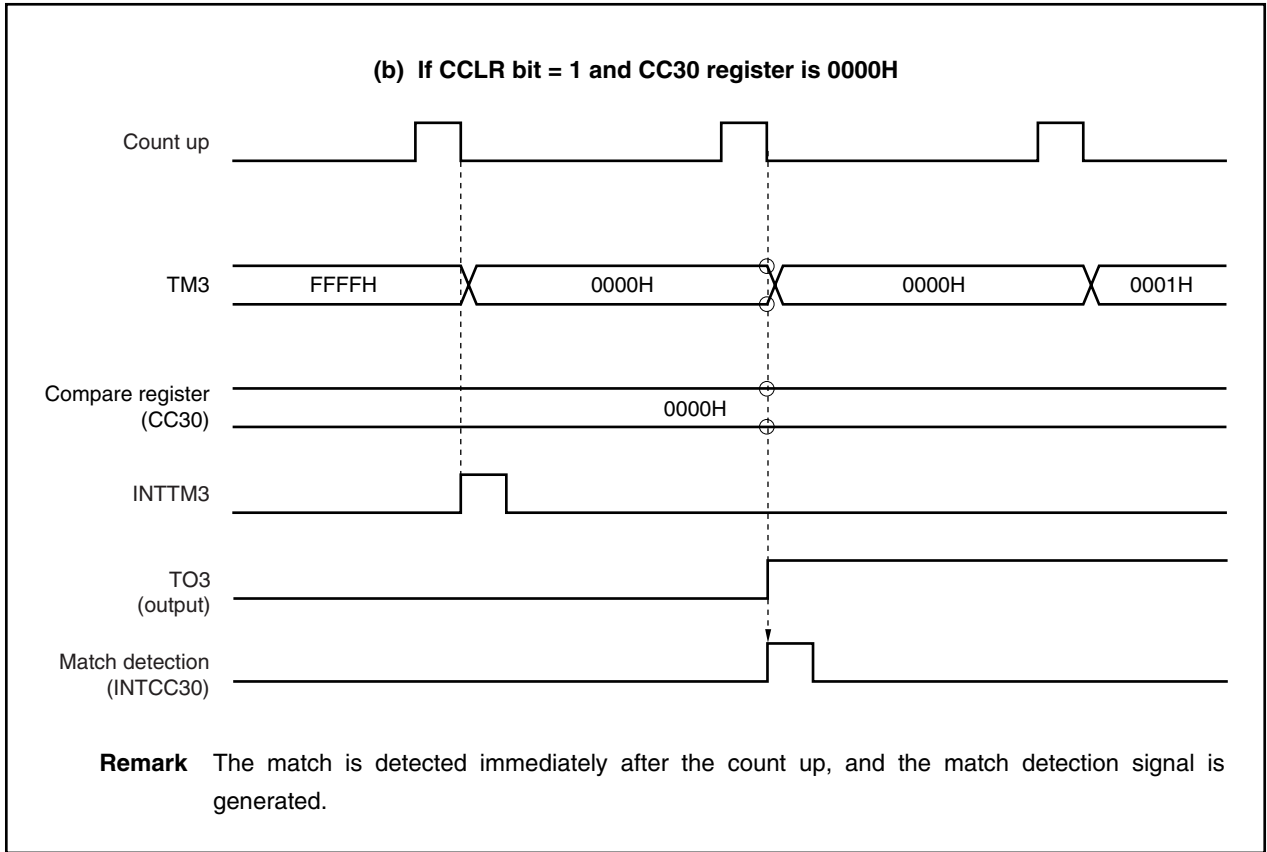 (b) If CCLR bit = 1 and CC30 register is 0000H
Count up
TM3
FFFFH
0000H
0000H
0001H
Compare register
(CC30)
0000H
INTTM3
TO3
(output)
Match detection
(INTCC30)
Remark The match is detected immediately after the count up, and the match detection signal is
generated.